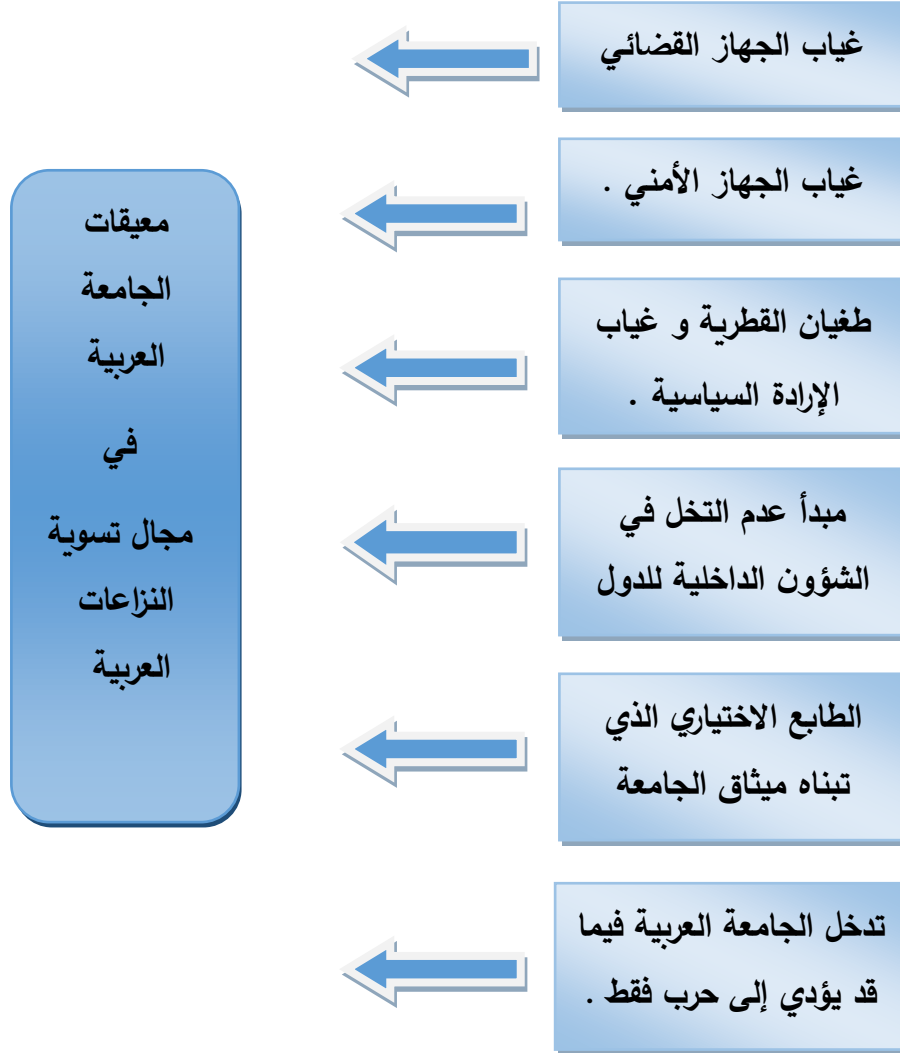 غياب الجهاز القضائي
غياب الجهاز الأمني .
طغيان القطرية و غياب
الإرادة السياسية .
مبدأ عدم التخل في
الشؤون الداخلية للدول
الطابع الاختياري الذي
تبناه ميثاق الجامعة
تدخل الجامعة العربية فيما
قد يؤدي إلى حرب فقط .
معيقات
الجامعة
العربية
في
مجال تسوية
النزاعات
العربية